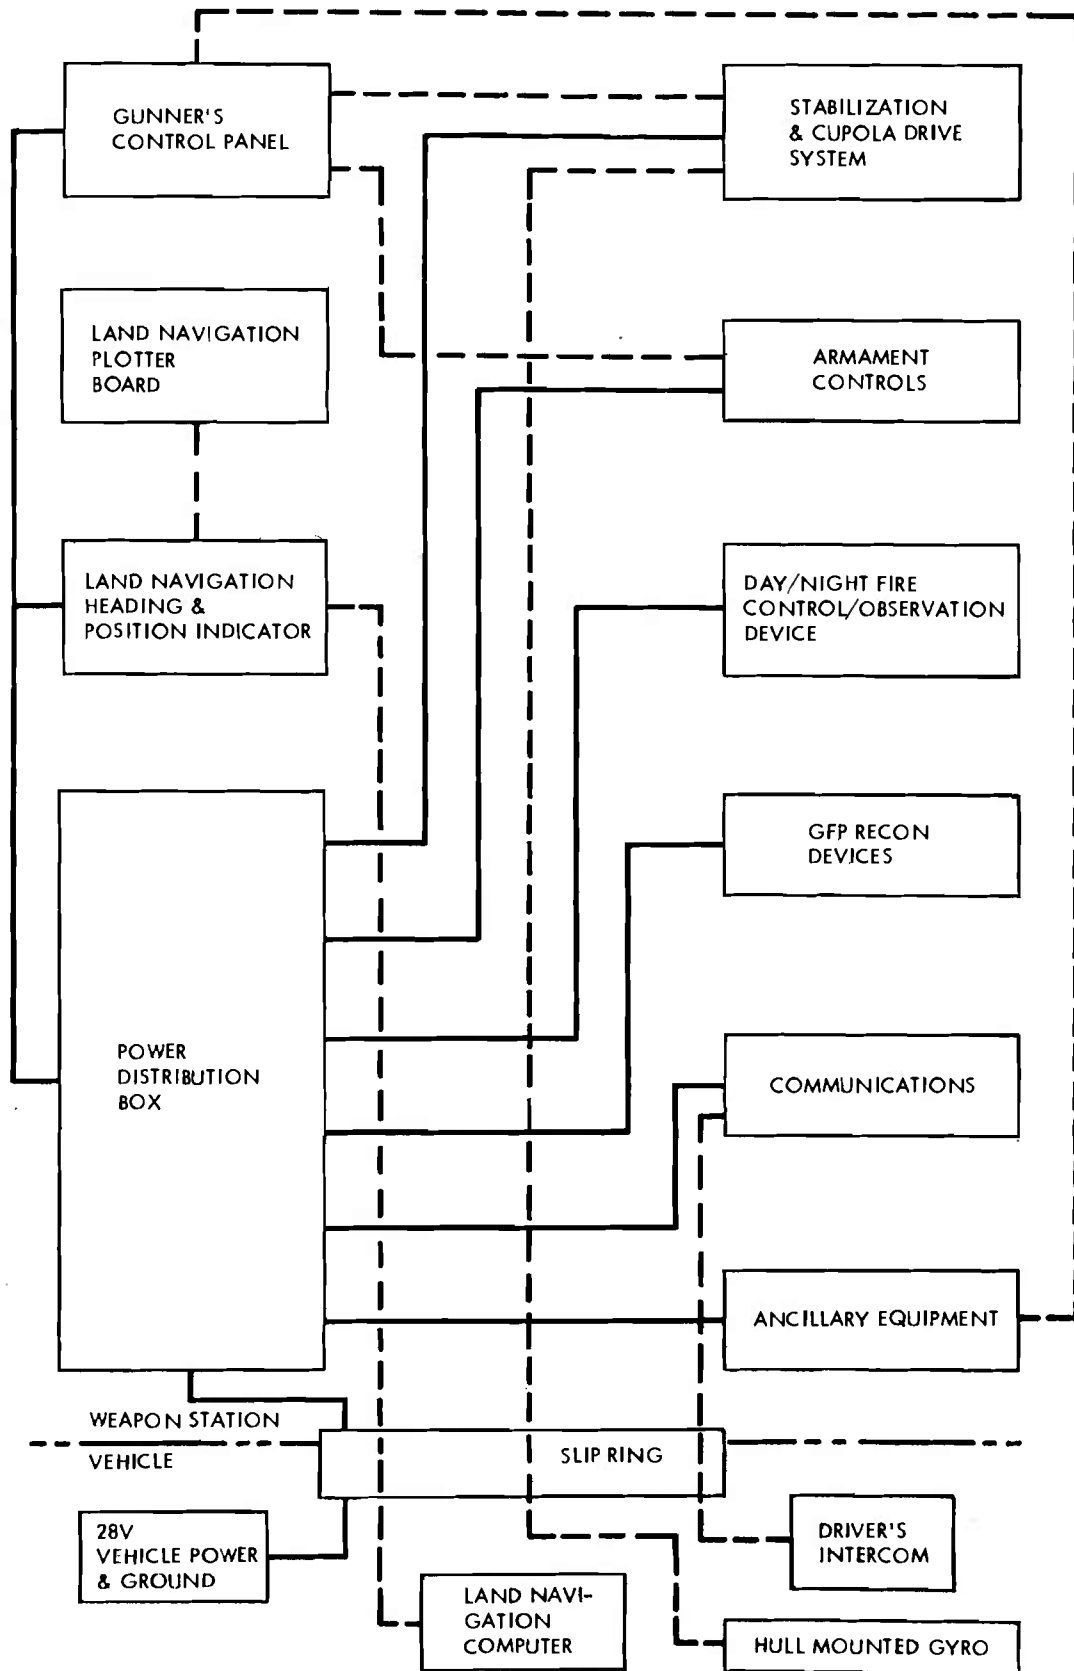 GUNNER'S
CONTROL PANEL
STABILIZATION
& CUPOLA DRIVE
SYSTEM
LAND NAVIGATION
PLOTTER
BOARD
ARMAMENT
CONTROLS
LAND NAVIGATION
HEADING &
POSITION INDICATOR
DAY/NIGHT FIRE
CONTROL/OBSERVATION
DEVICE
GFP RECON
DEVICES
POWER
DISTRIBUTION
BOX
COMMUNICATIONS
ANCILLARY EQUIPMENT
WEAPON STATION
VEHICLE
SLIP RING
28V
VEHICLE POWER
& GROUND
DRIVER'S
INTERCOM
LAND NAVI-
GATION
COMPUTER
HULL MOUNTED GYRO